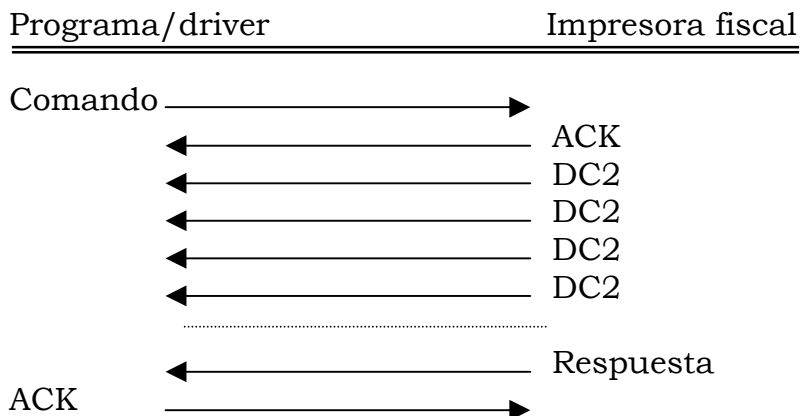 Programa/driver Impresora fiscal
Comando
ACK
DC2
DC2
DC2
DC2
Respuesta
ACK